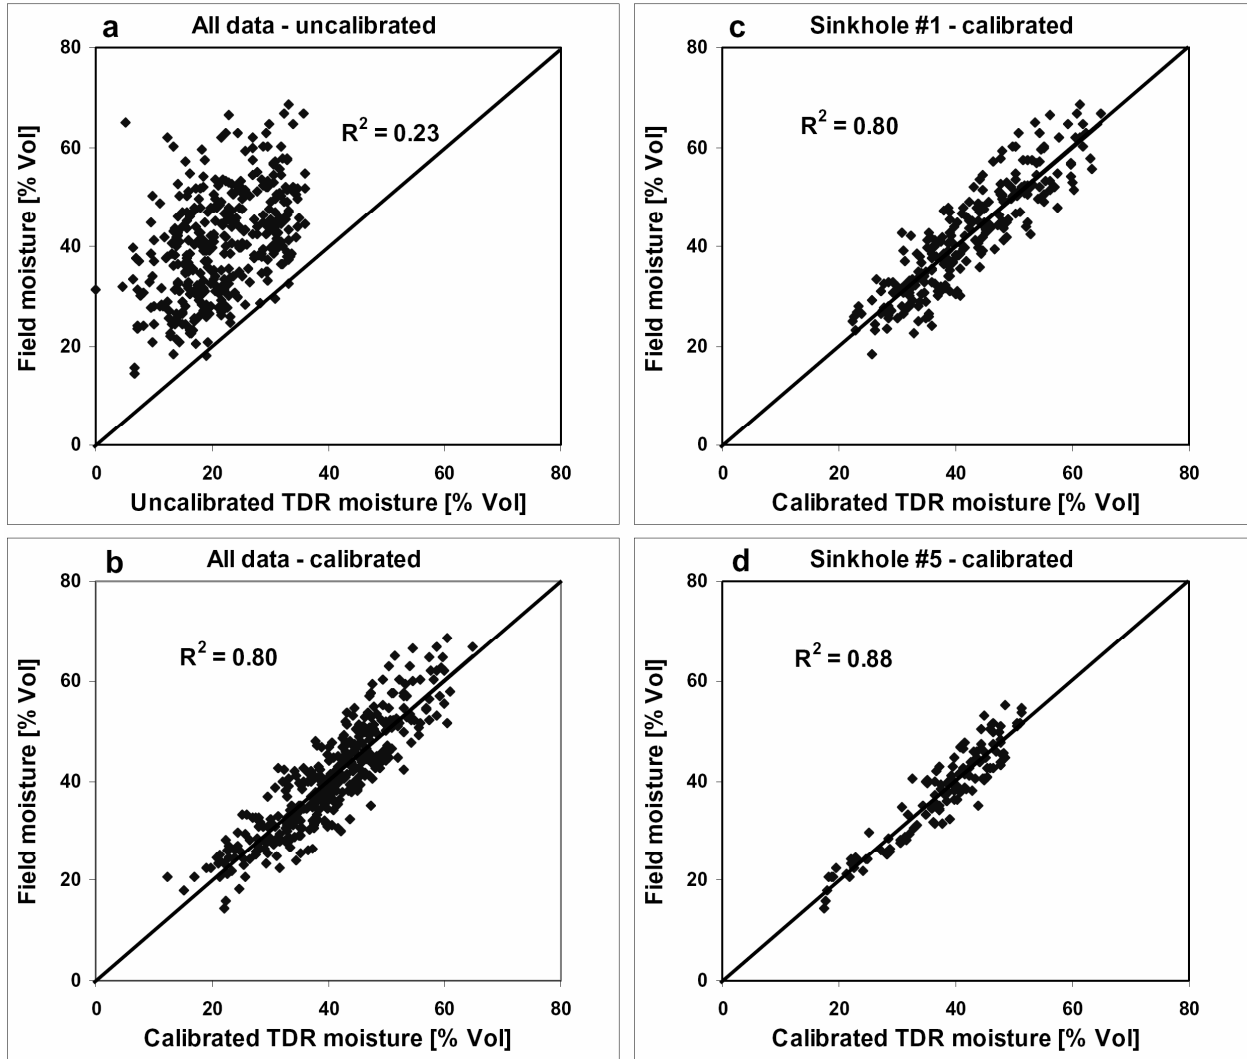 a All data - uncalibrated
80
60
40
20
0
Field moisture [% Vol]
R² = 0.23
0 20 40 60 80
Uncalibrated TDR moisture [% Vol]
c Sinkhole #1 - calibrated
80
60
40
20
0
Field moisture [% Vol]
R² = 0.80
0 20 40 60 80
Calibrated TDR moisture [% Vol]
b All data - calibrated
80
60
40
20
0
Field moisture [% Vol]
R² = 0.80
0 20 40 60 80
Calibrated TDR moisture [% Vol]
d Sinkhole #5 - calibrated
80
60
40
20
0
Field moisture [% Vol]
R² = 0.88
0 20 40 60 80
Calibrated TDR moisture [% Vol]